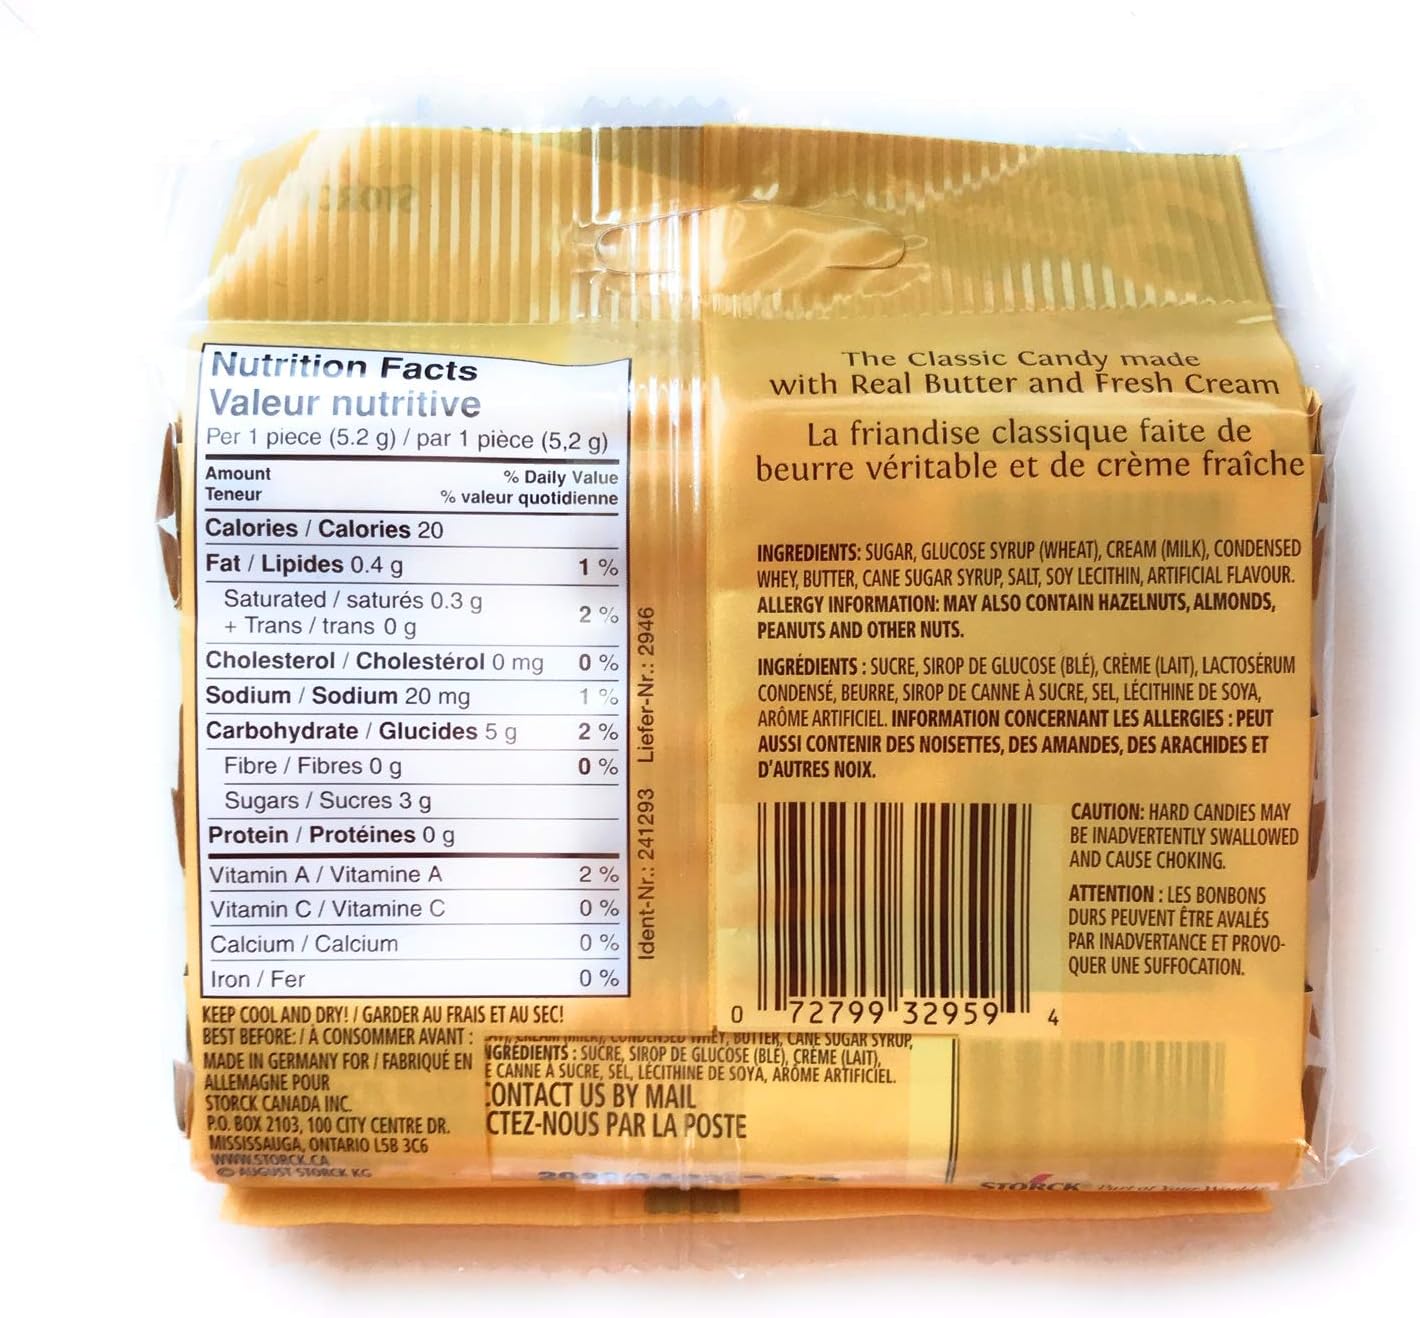 Nutrition Facts
Valeur nutritive
Per 1 piece (5.2 g) / par 1 pièce (5,2 g)
Amount % Daily Value
Teneur % valeur quotidienne
Calories / Calories 20
Fat / Lipides 0.4 g 1 %
Saturated / saturés 0.3 g
+ Trans / trans 0 g 2 %
Cholesterol / Cholestérol 0 mg 0 %
Sodium / Sodium 20 mg 1 %
Carbohydrate / Glucides 5 g 2 %
Fibre / Fibres 0 g 0 %
Sugars / Sucres 3 g
Protein / Protéines 0 g
Vitamin A / Vitamine A 2 %
Vitamin C / Vitamine C 0 %
Calcium / Calcium 0 %
Iron / Fer 0 %
KEEP COOL AND DRY! / GARDER AU FRAIS ET AU SEC!
BEST BEFORE: / À CONSOMMER AVANT :
MADE IN GERMANY FOR / FABRIQUÉ EN
ALLEMAGNE POUR
STORCK CANADA INC.
P.O. BOX 2103, 100 CITY CENTRE DR.
MISSISSAUGA, ONTARIO L5B 3C6
WWW.STORCK.CA
© AUGUST STORCK KG
Ident-Nr.: 241293 Liefer-Nr.: 2946
The Classic Candy made
with Real Butter and Fresh Cream
La friandise classique faite de
beurre véritable et de crème fraîche
INGREDIENTS: SUGAR, GLUCOSE SYRUP (WHEAT), CREAM (MILK), CONDENSED
WHEY, BUTTER, CANE SUGAR SYRUP, SALT, SOY LECITHIN, ARTIFICIAL FLAVOUR.
ALLERGY INFORMATION: MAY ALSO CONTAIN HAZELNUTS, ALMONDS,
PEANUTS AND OTHER NUTS.
INGRÉDIENTS : SUCRE, SIROP DE GLUCOSE (BLÉ), CRÈME (LAIT), LACTOSÉRUM
CONDENSÉ, BEURRE, SIROP DE CANNE À SUCRE, SEL, LÉCITHINE DE SOYA,
ARÔME ARTIFICIEL. INFORMATION CONCERNANT LES ALLERGIES : PEUT
AUSSI CONTENIR DES NOISETTES, DES AMANDES, DES ARACHIDES ET
D'AUTRES NOIX.
0 72799 32959 4
CAUTION: HARD CANDIES MAY
BE INADVERTENTLY SWALLOWED
AND CAUSE CHOKING.
ATTENTION : LES BONBONS
DURS PEUVENT ÊTRE AVALÉS
PAR INADVERTANCE ET PROVO-
QUER UNE SUFFOCATION.
WHEY, BUTTER, CANE SUGAR SYRUP,
NGRÉDIENTS : SUCRE, SIROP DE GLUCOSE (BLÉ), CRÈME (LAIT),
E CANNE À SUCRE, SEL, LÉCITHINE DE SOYA, ARÔME ARTIFICIEL.
CONTACT US BY MAIL
CTEZ-NOUS PAR LA POSTE
STORCK